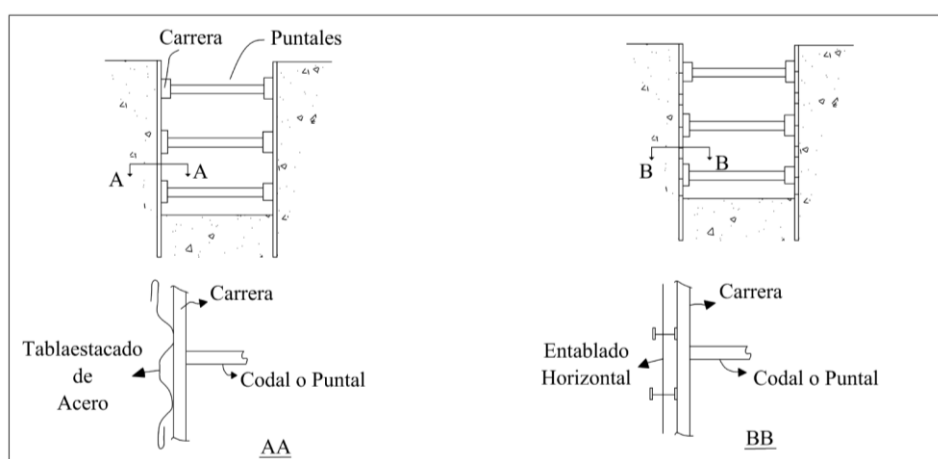 Carrera
Puntales
A
A
B
B
Carrera
Tablaestacado
de
Acero
Codal o Puntal
AA
Carrera
Entablado
Horizontal
Codal o Puntal
BB